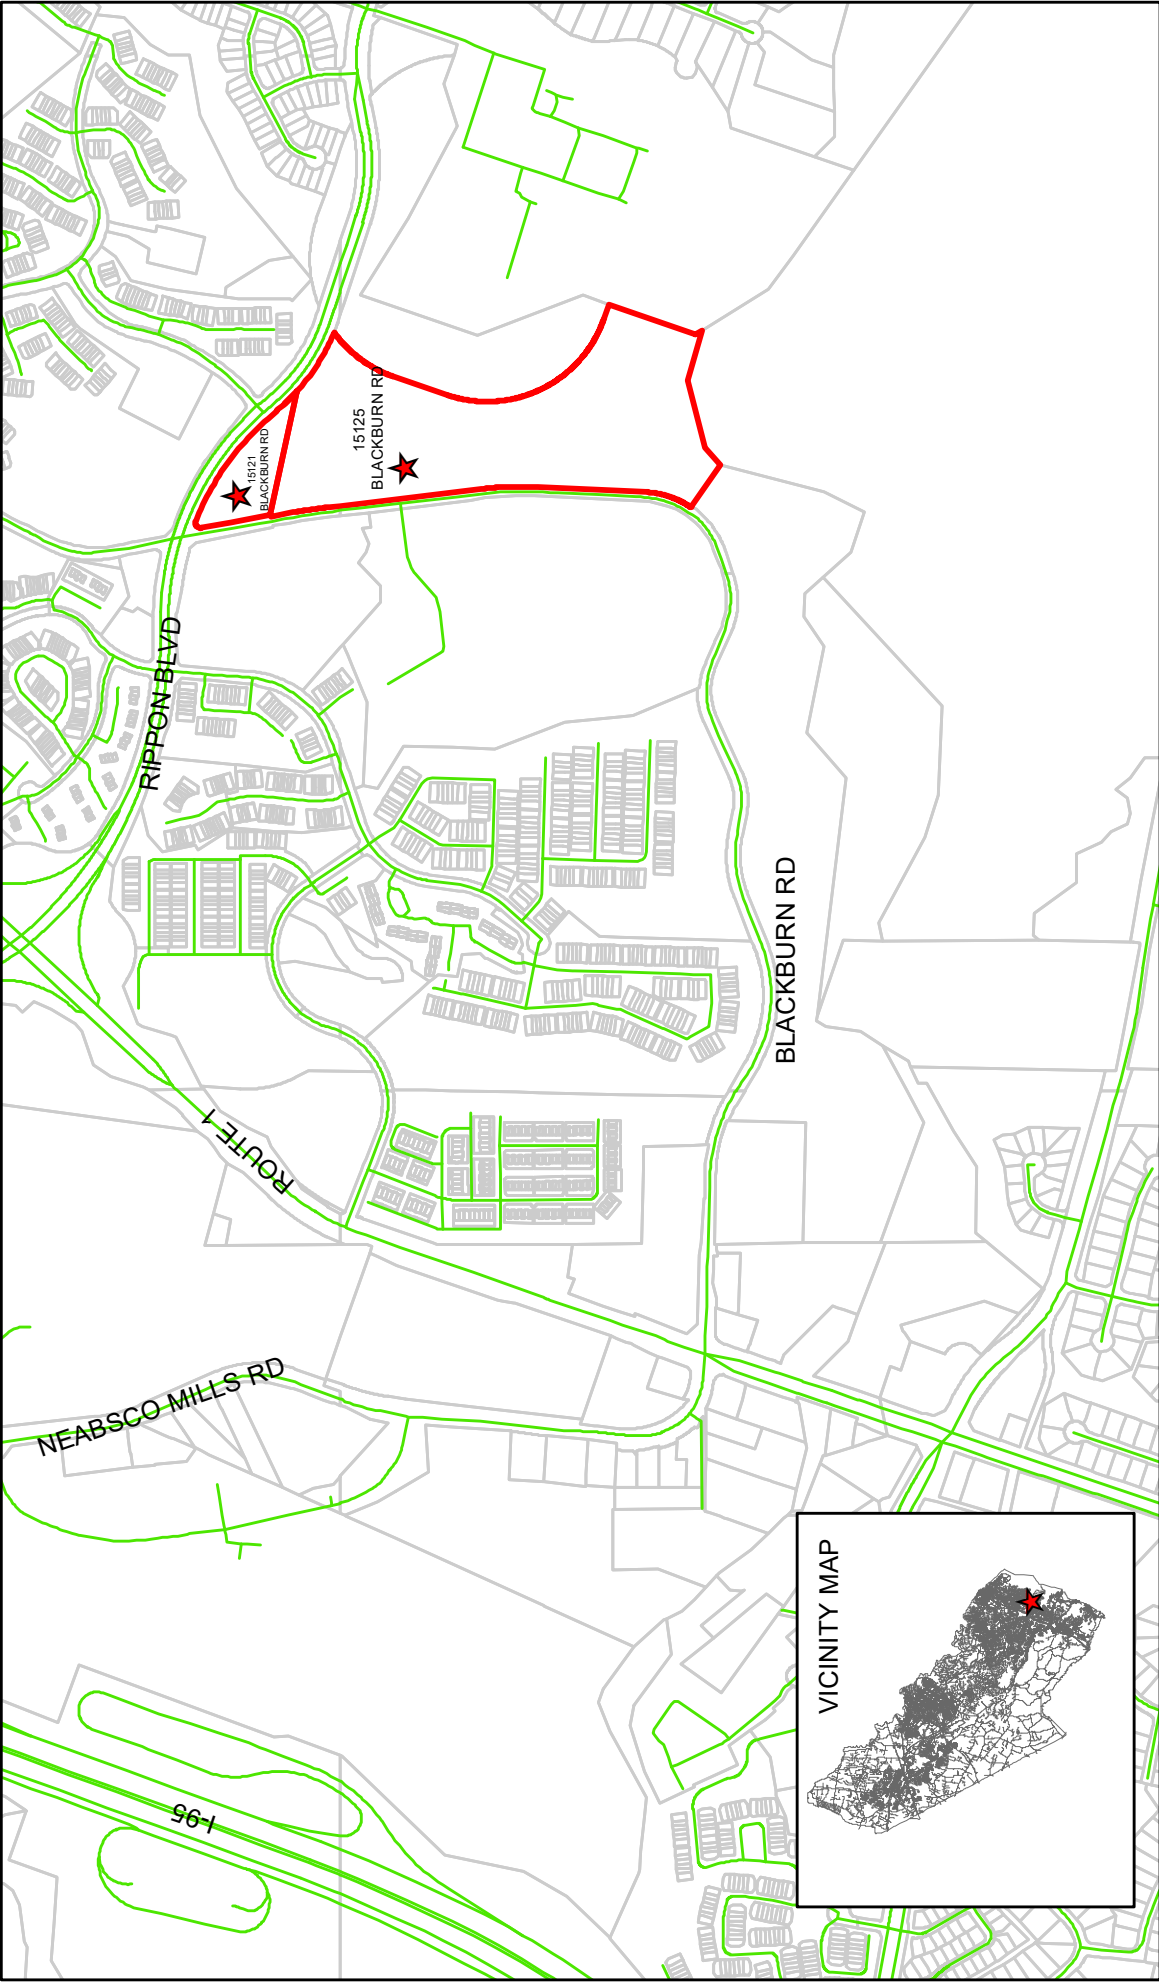 I-95
NEABSCO MILLS RD
ROUTE 1
RIPPON BLVD
15121
BLACKBURN RD
15125
BLACKBURN RD
BLACKBURN RD
VICINITY MAP